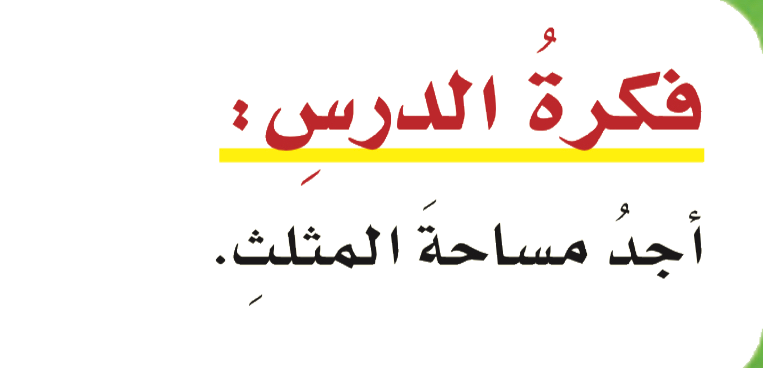 فكرةُ الدرسِ :
أجدُ مساحةَ المثلثِ.